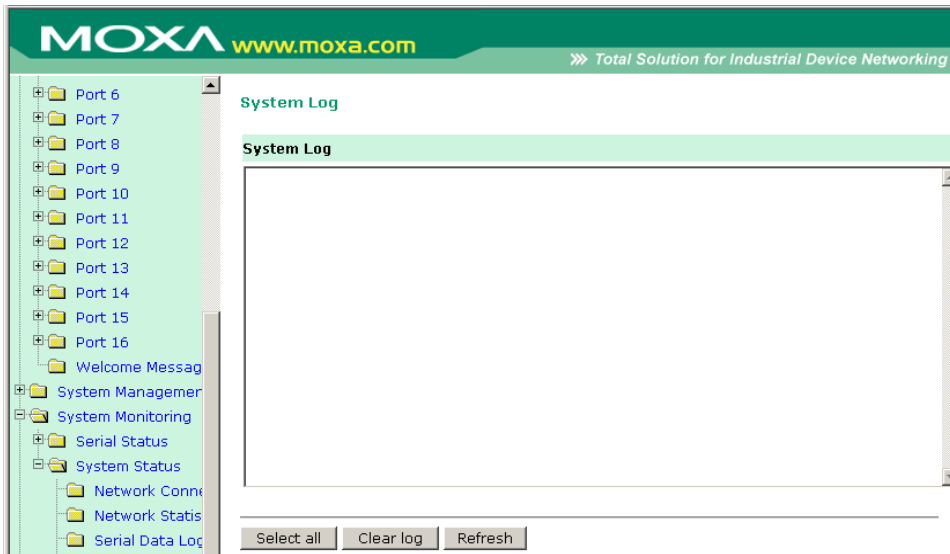 MOXA www.moxa.com
Total Solution for Industrial Device Networking
Port 6
Port 7
Port 8
Port 9
Port 10
Port 11
Port 12
Port 13
Port 14
Port 15
Port 16
Welcome Messag
System Managemer
System Monitoring
Serial Status
System Status
Network Conne
Network Statis
Serial Data Log
System Log
System Log
Select all
Clear log
Refresh